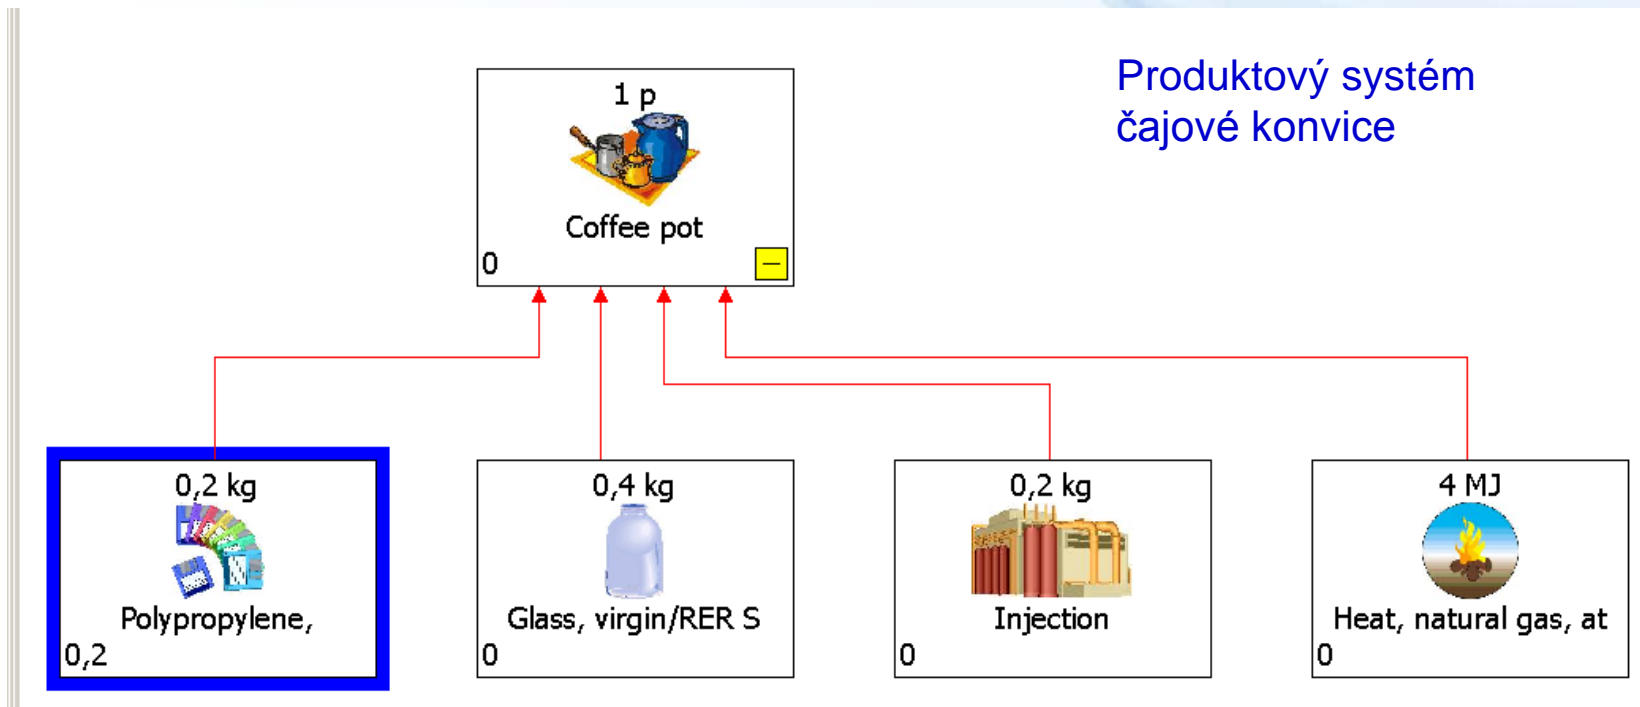 Produktový systém
čajové konvice
1 p
Coffee pot
0
0,2 kg
Polypropylene,
0,2
0,4 kg
Glass, virgin/RER S
0
0,2 kg
Injection
0
4 MJ
Heat, natural gas, at
0